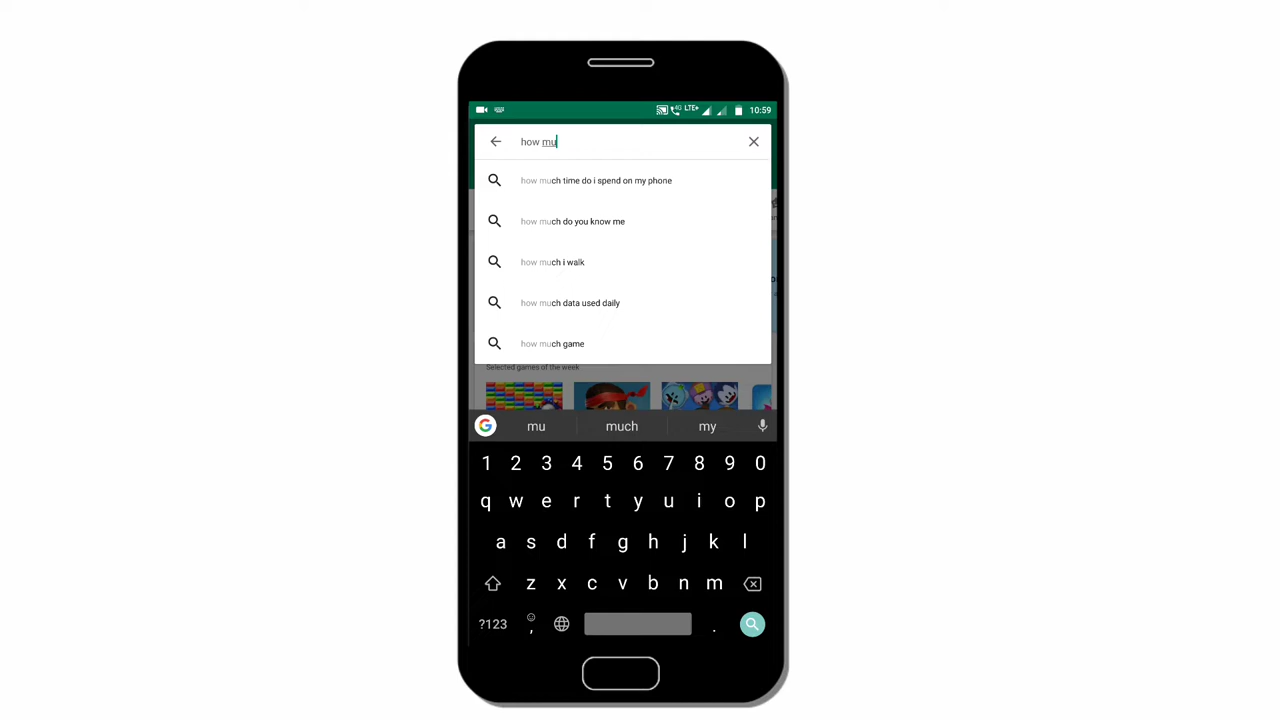 4G LTE+ 10:59
how mu
how much time do i spend on my phone
how much do you know me
how much i walk
how much data used daily
how much game
Selected games of the week
G mu much my
1 2 3 4 5 6 7 8 9 0
q w e r t y u i o p
a s d f g h j k l
z x c v b n m
?123 , .